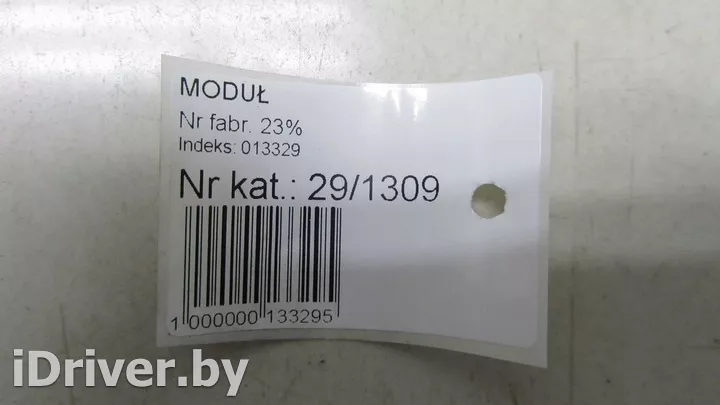 MODUŁ
Nr fabr. 23%
Indeks: 013329
Nr kat.: 29/1309
1 000000 133295
iDriver.by